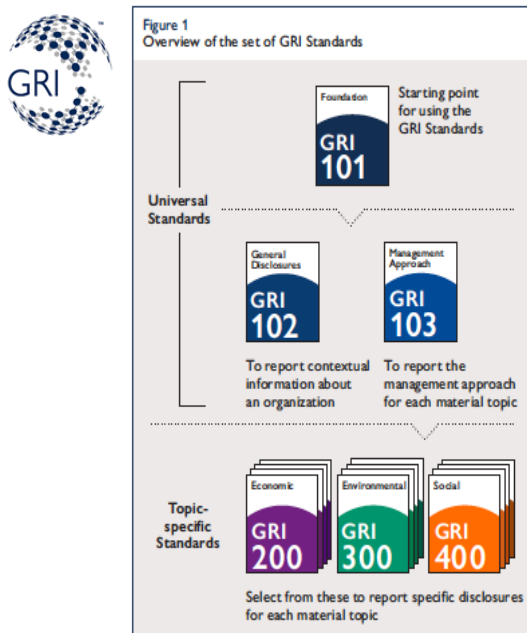 GRI
™
Figure 1
Overview of the set of GRI Standards
Foundation
GRI
101
Starting point
for using the
GRI Standards
Universal
Standards
General
Disclosures
GRI
102
Management
Approach
GRI
103
To report contextual
information about
an organization
To report the
management approach
for each material topic
Topic-
specific
Standards
Economic
GRI
200
Environmental
GRI
300
Social
GRI
400
Select from these to report specific disclosures
for each material topic